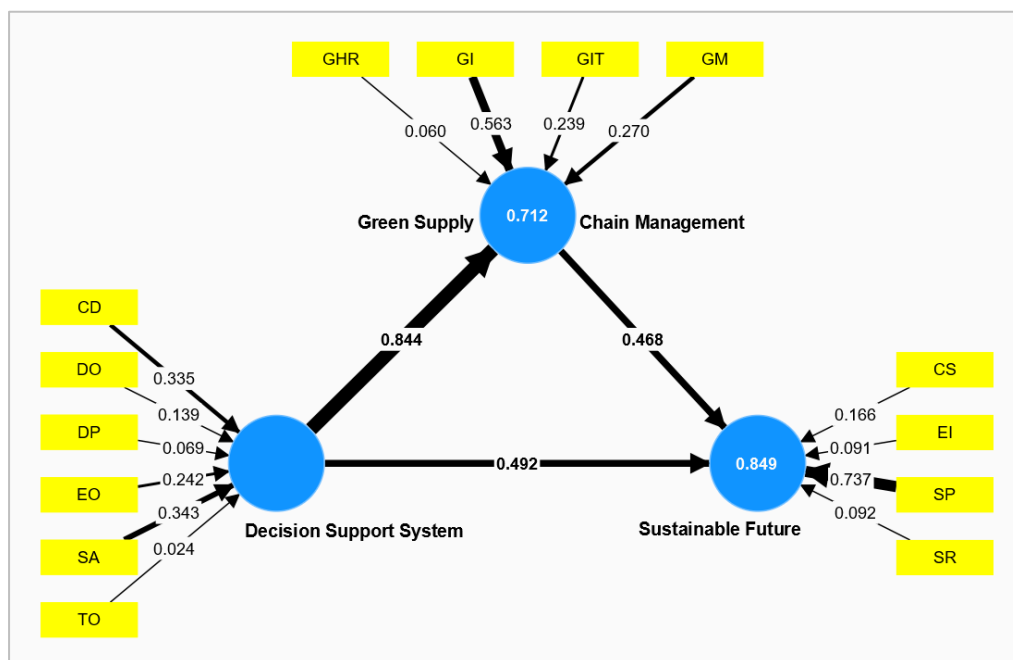 GHR
GI
GIT
GM
0.060
0.563
0.239
0.270
Green Supply
0.712
Chain Management
CD
DO
DP
EO
SA
TO
0.335
0.139
0.069
0.242
0.343
0.024
0.844
0.468
0.492
Decision Support System
0.849
Sustainable Future
CS
EI
SP
SR
0.166
0.091
0.737
0.092